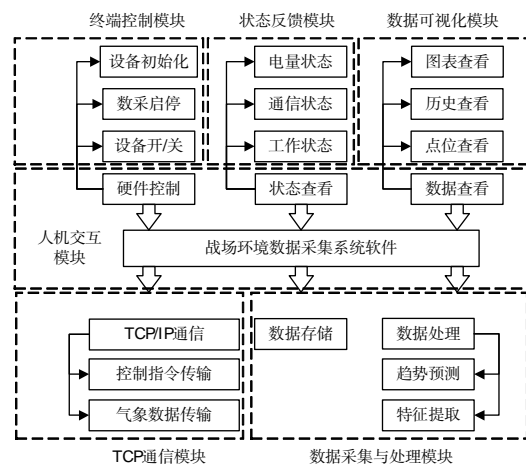 终端控制模块 状态反馈模块 数据可视化模块
设备初始化 电量状态 图表查看
数采启停 通信状态 历史查看
设备开/关 工作状态 点位查看
硬件控制 状态查看 数据查看
人机交互
模块
战场环境数据采集系统软件
TCP/IP通信 数据存储 数据处理
控制指令传输 趋势预测
气象数据传输 特征提取
TCP通信模块 数据采集与处理模块